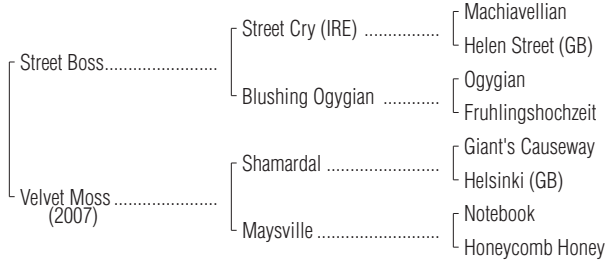 Machiavellian
Street Cry (IRE) ................
Helen Street (GB)
Street Boss........................
Ogygian
Blushing Ogygian ............
Fruhlingshochzeit
Giant's Causeway
Shamardal ........................
Helsinki (GB)
Velvet Moss ......................
(2007)
Notebook
Maysville ..........................
Honeycomb Honey